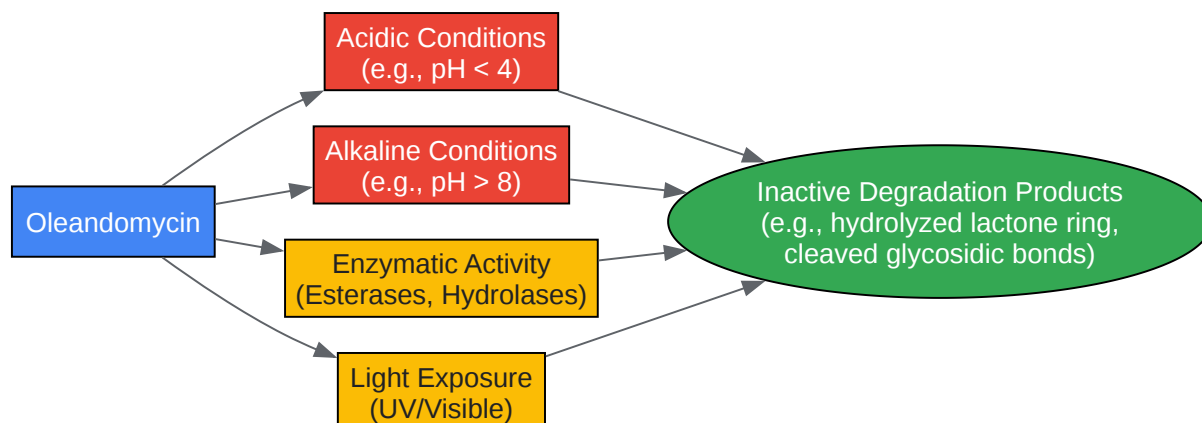 Oleandomycin
Acidic Conditions
(e.g., pH < 4)
Alkaline Conditions
(e.g., pH > 8)
Enzymatic Activity
(Esterases, Hydrolases)
Light Exposure
(UV/Visible)
Inactive Degradation Products
(e.g., hydrolyzed lactone ring,
cleaved glycosidic bonds)